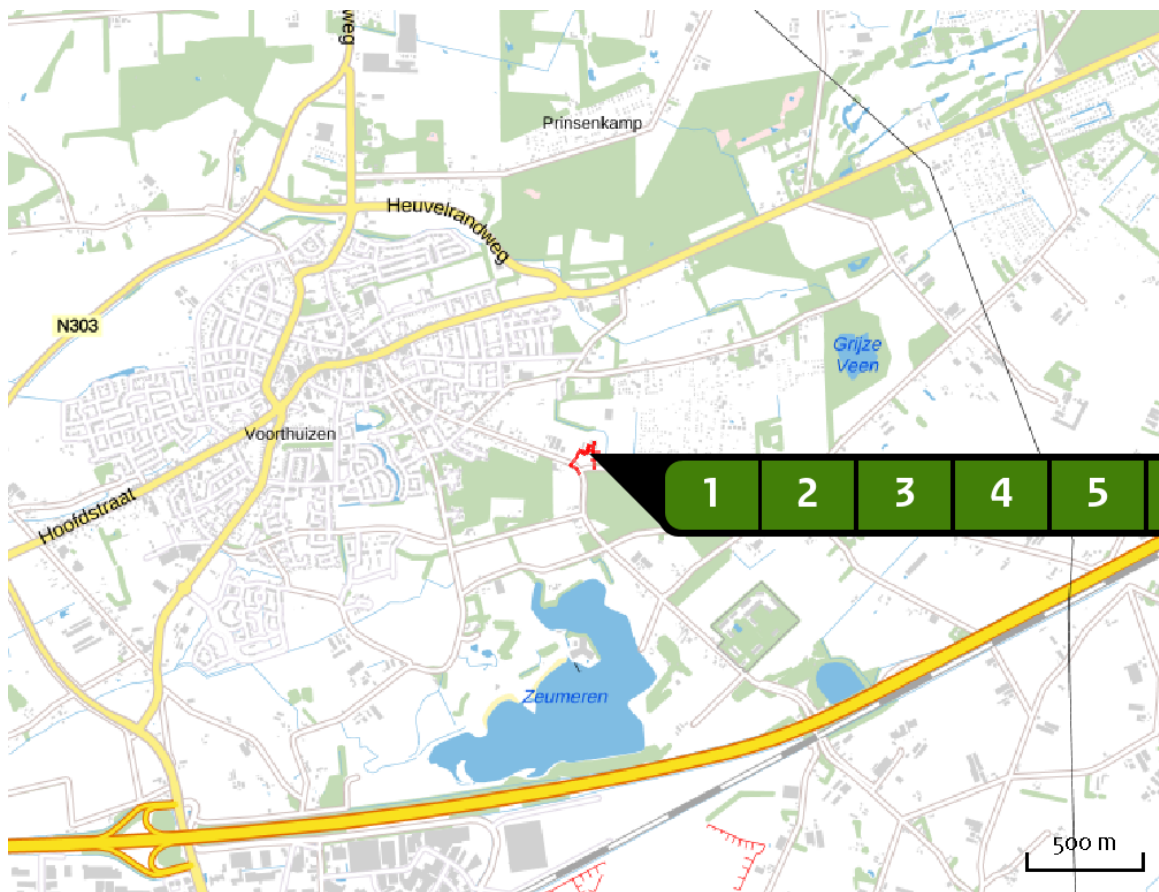 weg
Prinsenkamp
Heuvelrandweg
N303
Grijze
Veen
Voorthuizen
Hoofdstraat
1 2 3 4 5
Zeumeren
500 m